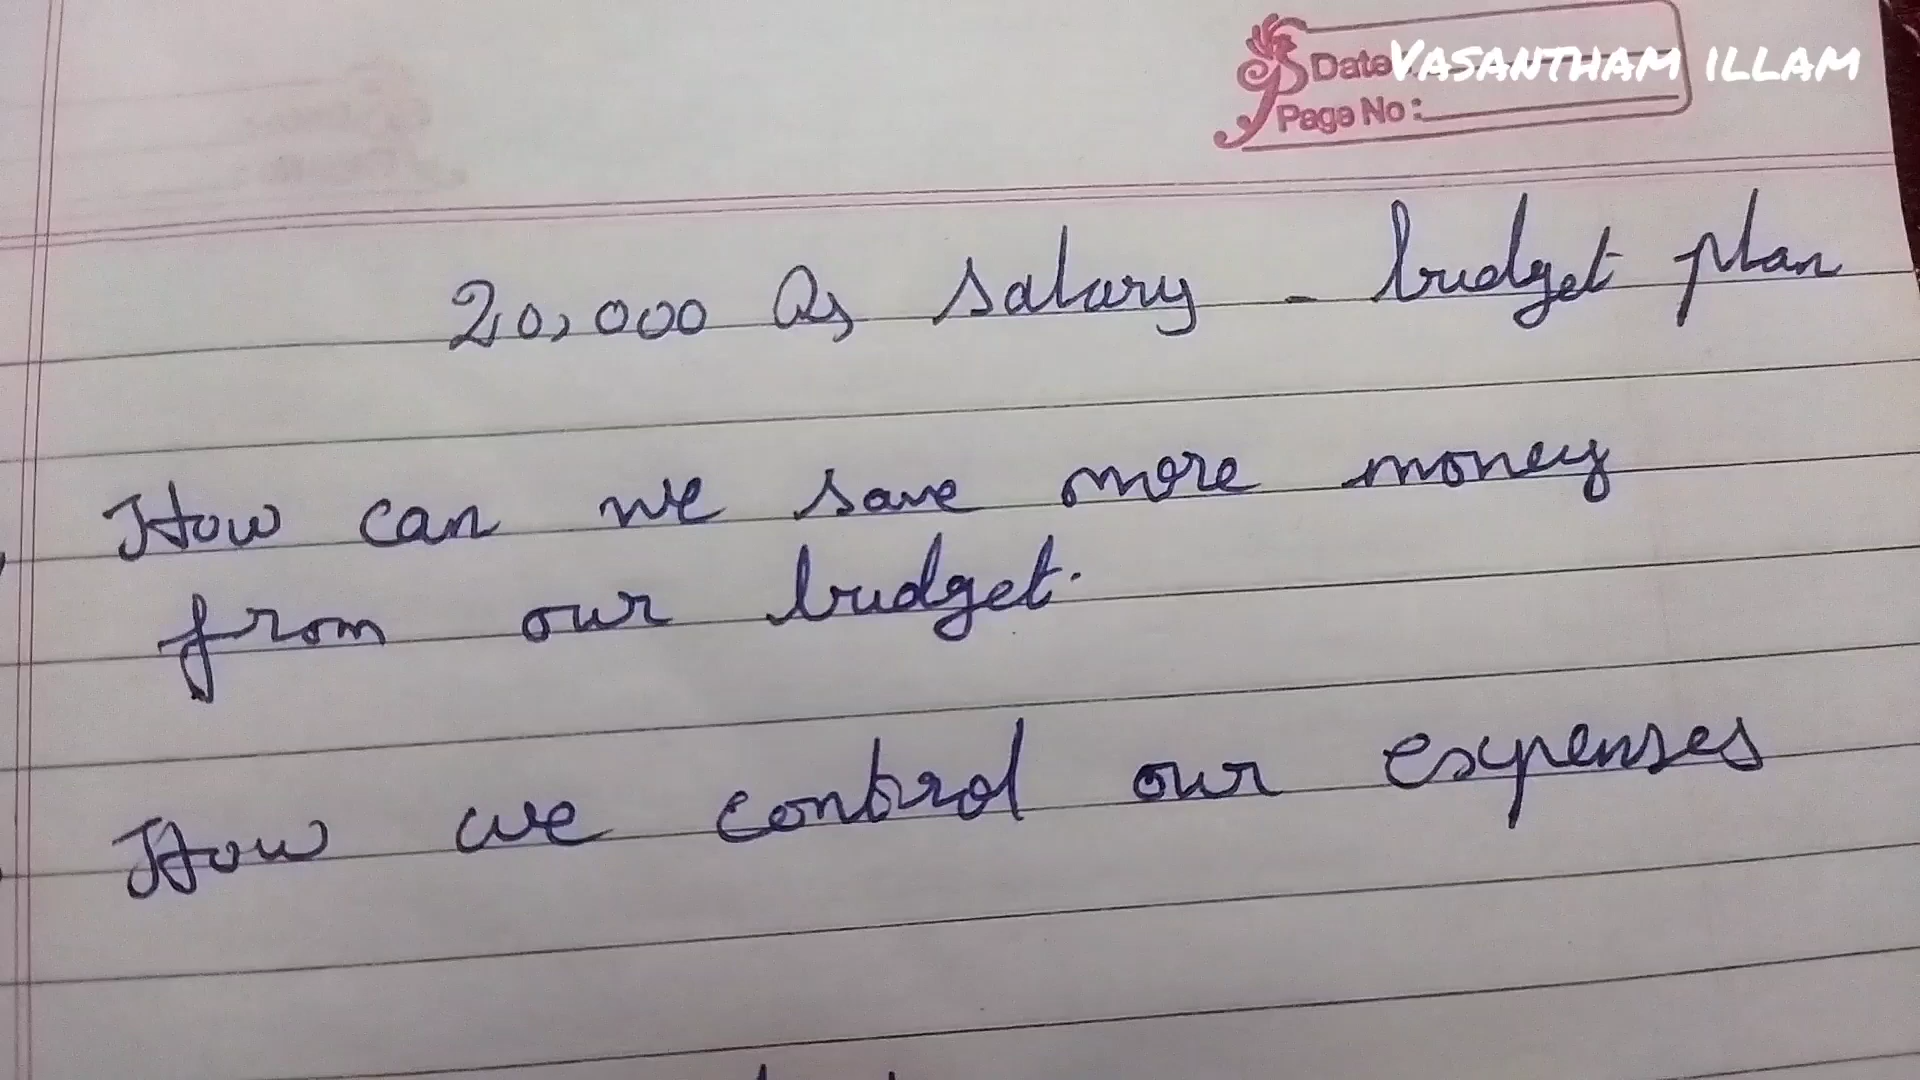 Date VASANTHAM ILLAM
Page No:
20,000 Rs salary - budget plan
How can we save more money
from our budget.
How we control our expenses